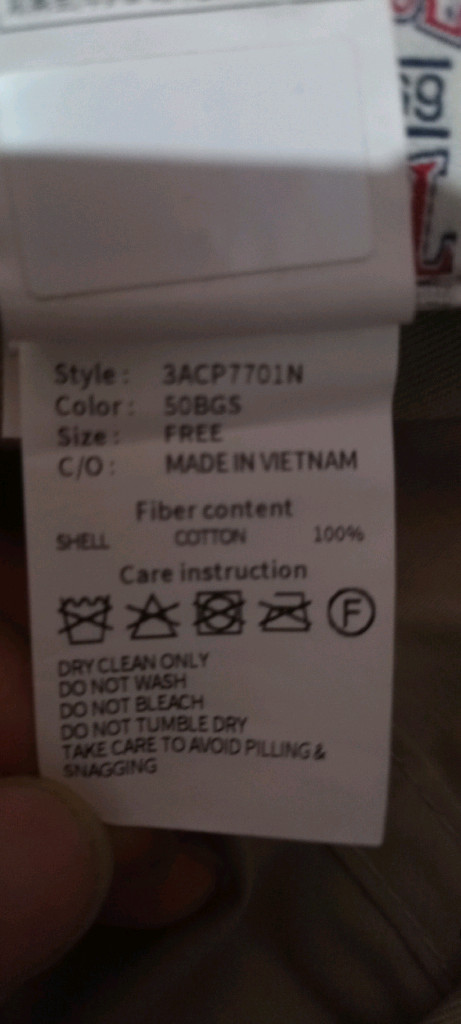 Style : 3ACP7701N
Color : 50BGS
Size : FREE
C/O : MADE IN VIETNAM
Fiber content
SHELL COTTON 100%
Care instruction
F
DRY CLEAN ONLY
DO NOT WASH
DO NOT BLEACH
DO NOT TUMBLE DRY
TAKE CARE TO AVOID PILLING &
SNAGGING